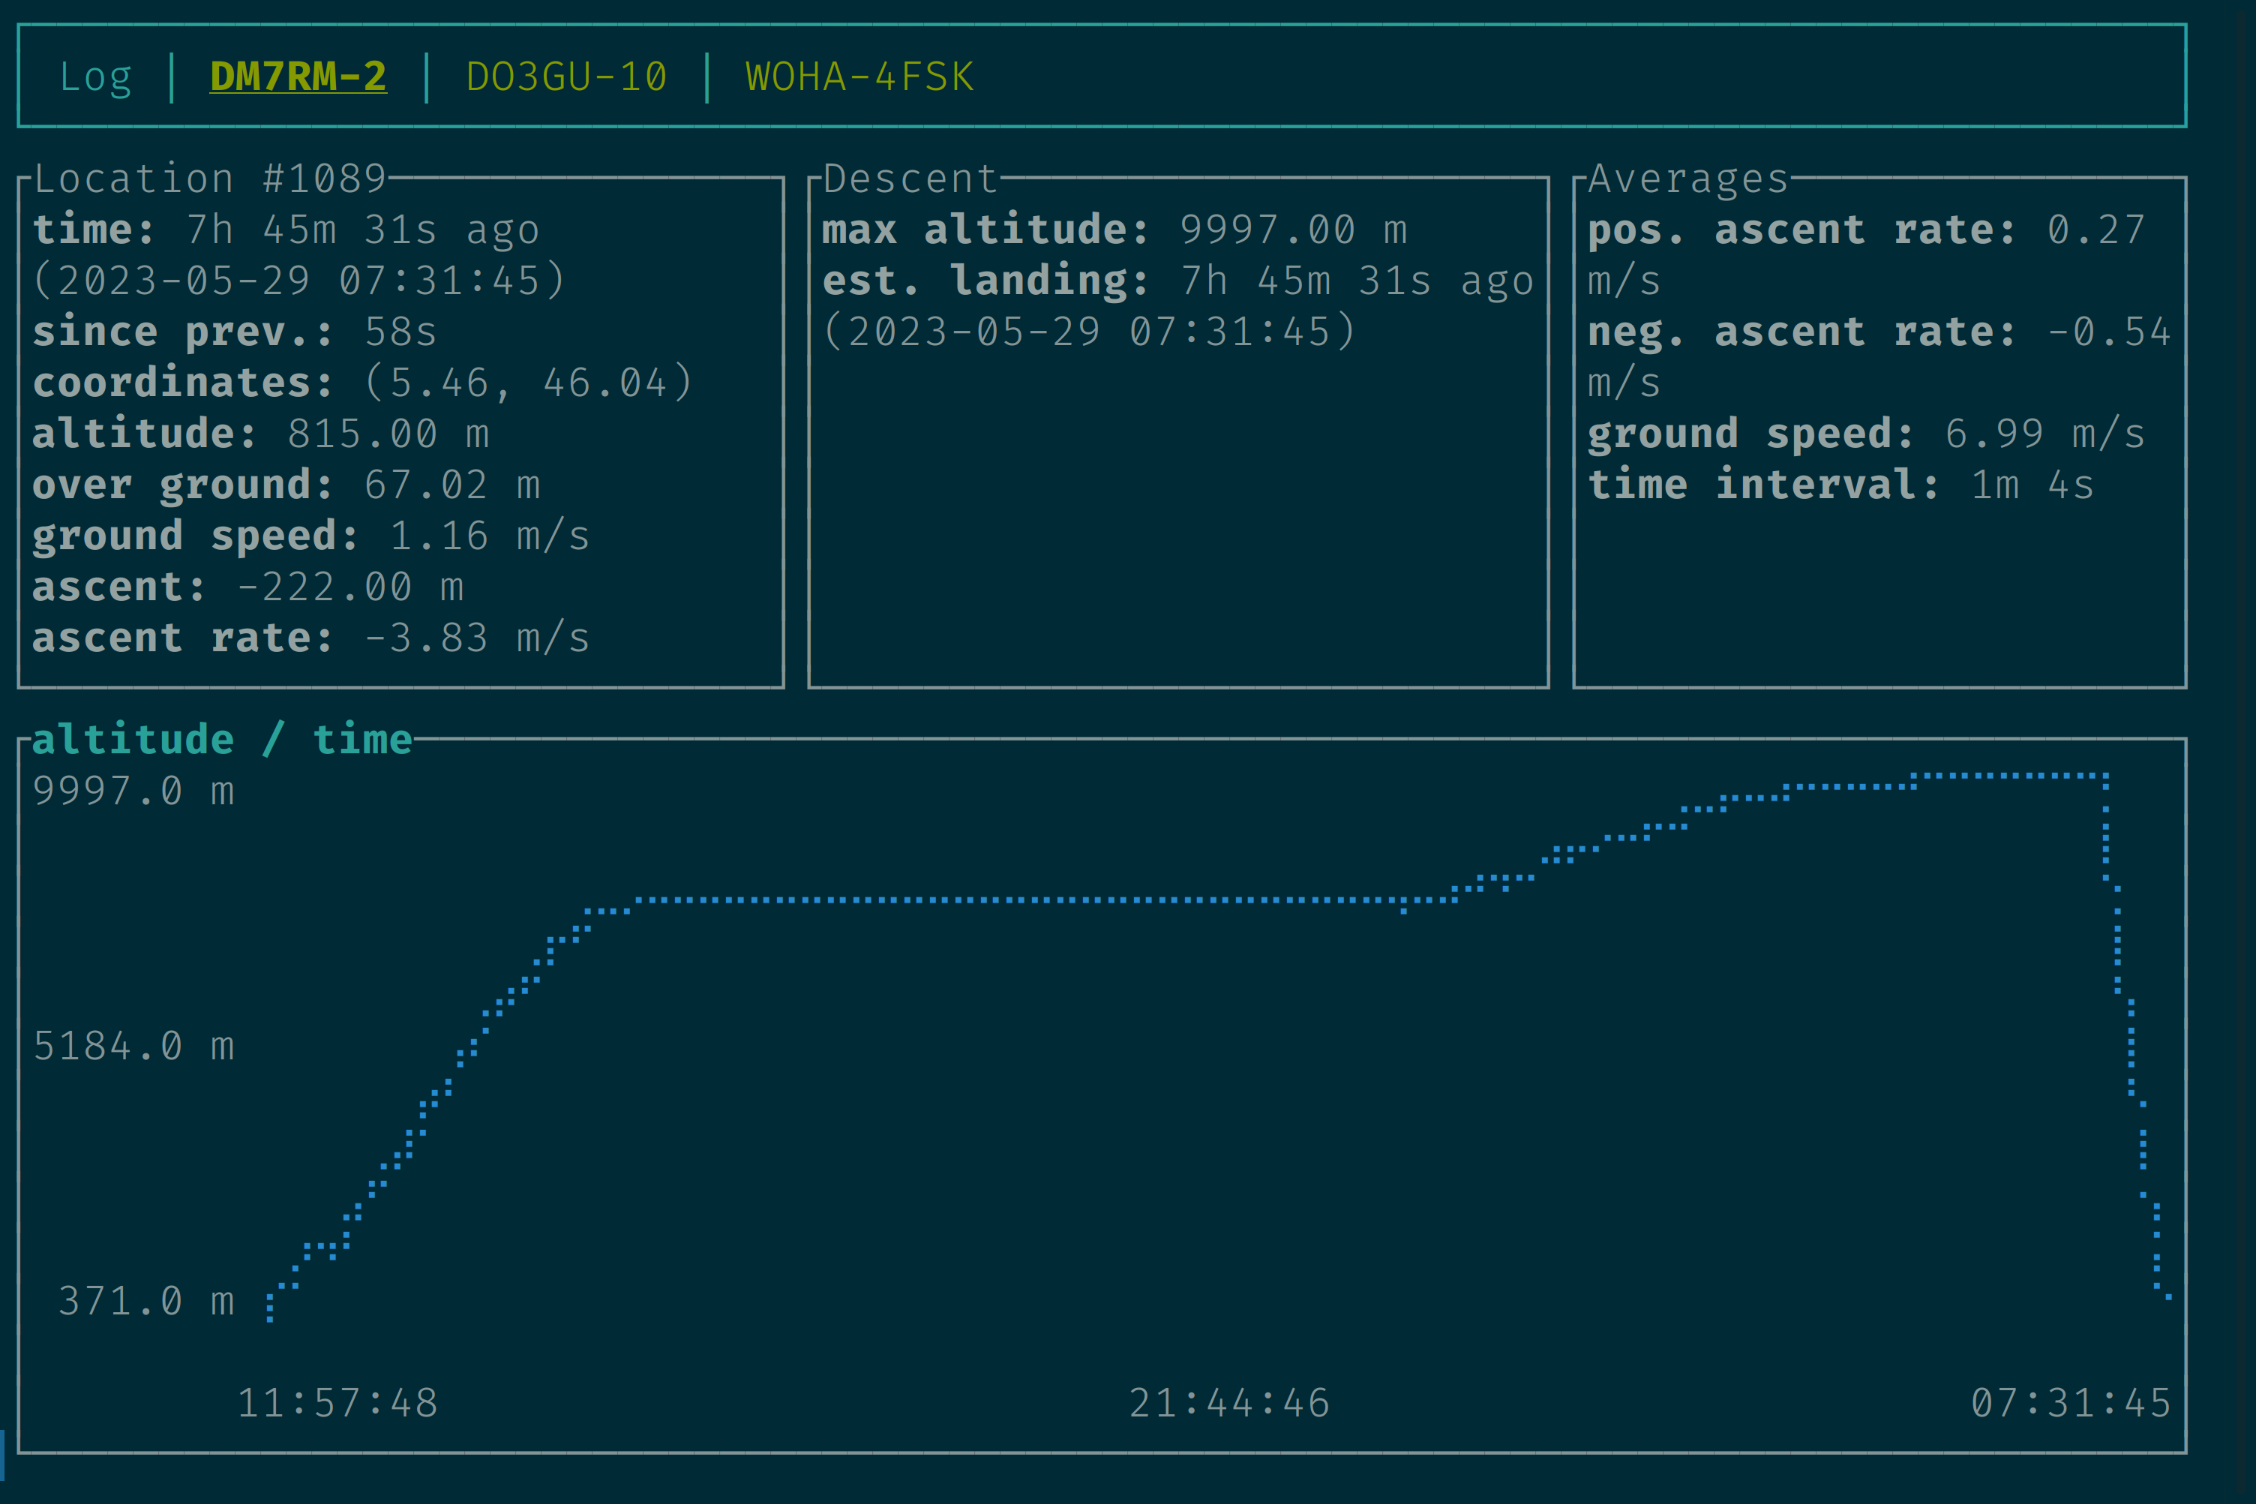 Log │ DM7RM-2 │ DO3GU-10 │ WOHA-4FSK
Location #1089
time: 7h 45m 31s ago
(2023-05-29 07:31:45)
since prev.: 58s
coordinates: (5.46, 46.04)
altitude: 815.00 m
over ground: 67.02 m
ground speed: 1.16 m/s
ascent: -222.00 m
ascent rate: -3.83 m/s
Descent
max altitude: 9997.00 m
est. landing: 7h 45m 31s ago
(2023-05-29 07:31:45)
Averages
pos. ascent rate: 0.27
m/s
neg. ascent rate: -0.54
m/s
ground speed: 6.99 m/s
time interval: 1m 4s
altitude / time
9997.0 m
5184.0 m
371.0 m
11:57:48 21:44:46 07:31:45